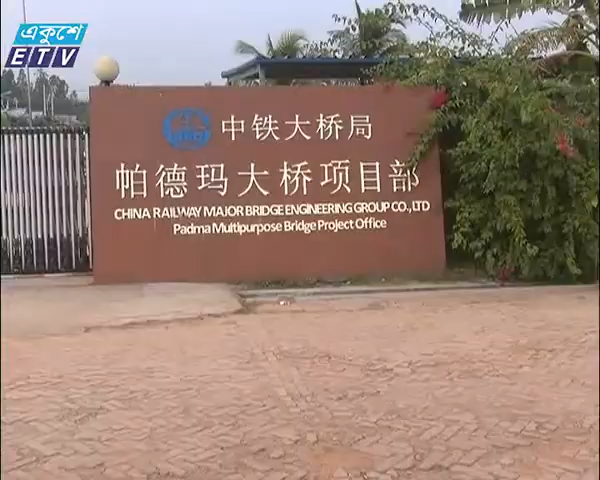 একুশে
ETV
中铁大桥局
帕德玛大桥项目部
CHINA RAILWAY MAJOR BRIDGE ENGINEERING GROUP CO., LTD
Padma Multipurpose Bridge Project Office